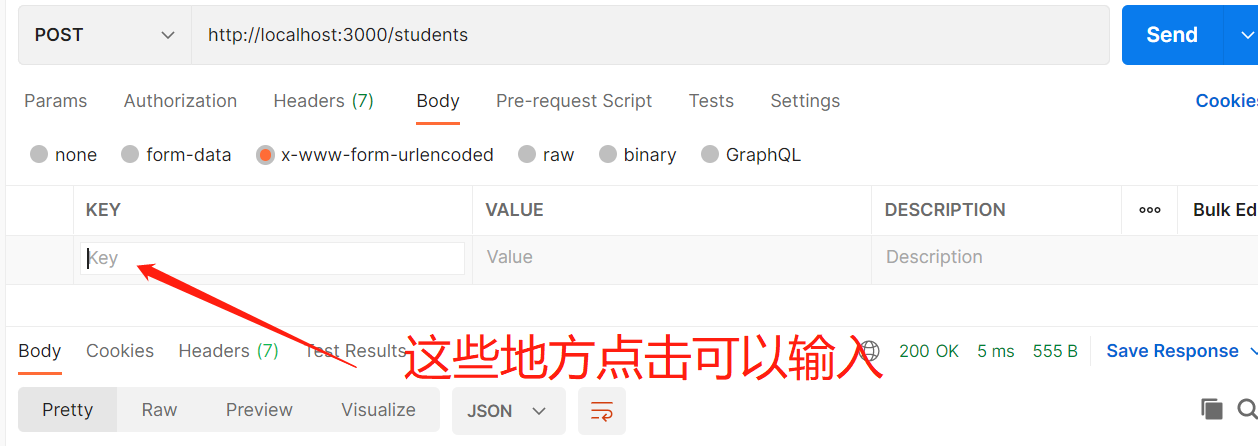 POST http://localhost:3000/students Send
Params Authorization Headers (7) Body Pre-request Script Tests Settings Cookies
none form-data x-www-form-urlencoded raw binary GraphQL
KEY VALUE DESCRIPTION ooo Bulk Ed
Key Value Description
这些地方点击可以输入
Body Cookies Headers (7) Test Results 200 OK 5 ms 555 B Save Response
Pretty Raw Preview Visualize JSON